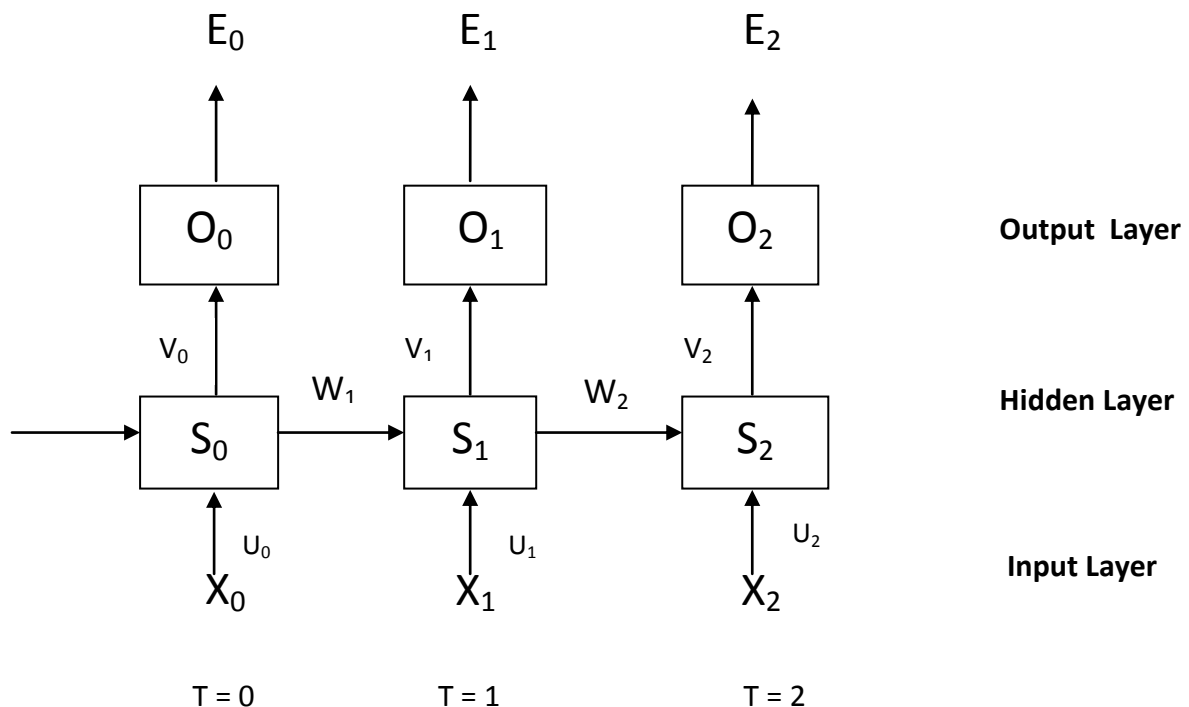 E₀ E₁ E₂
O₀ O₁ O₂ Output Layer
V₀ V₁ V₂
W₁ W₂
Hidden Layer
S₀ S₁ S₂
U₀ U₁ U₂
Input Layer
X₀ X₁ X₂
T = 0 T = 1 T = 2